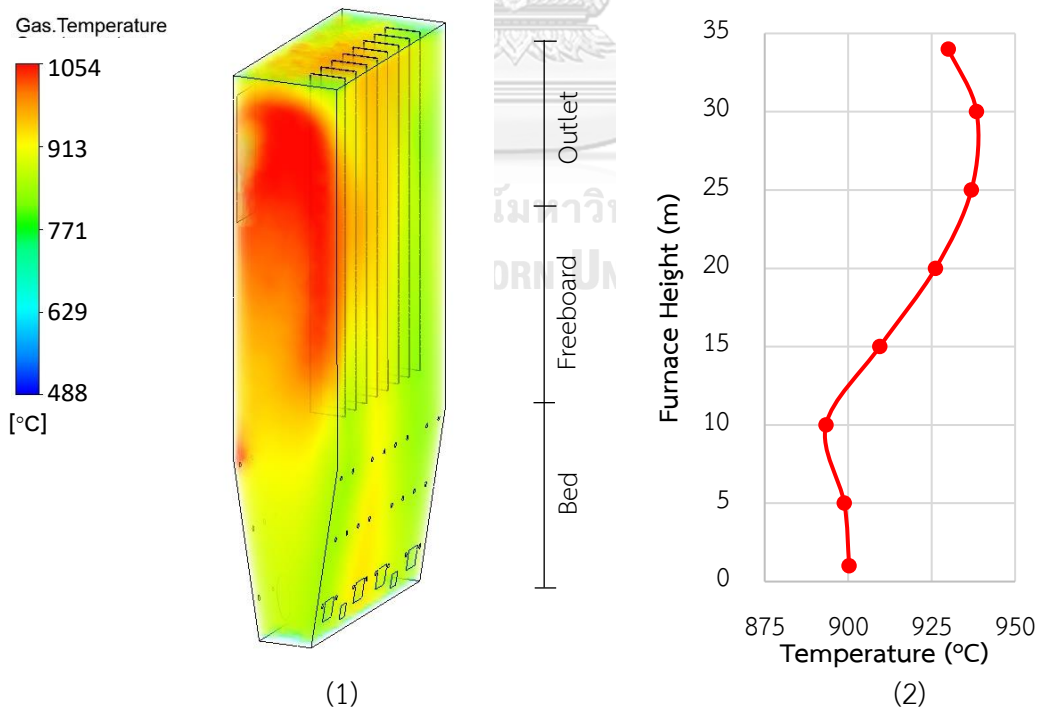 Gas.Temperature
1054
913
771
629
488
[°C]
Outlet
Freeboard
Bed
(1)
35
30
25
20
15
10
5
0
Furnace Height (m)
875 900 925 950
Temperature (°C)
(2)